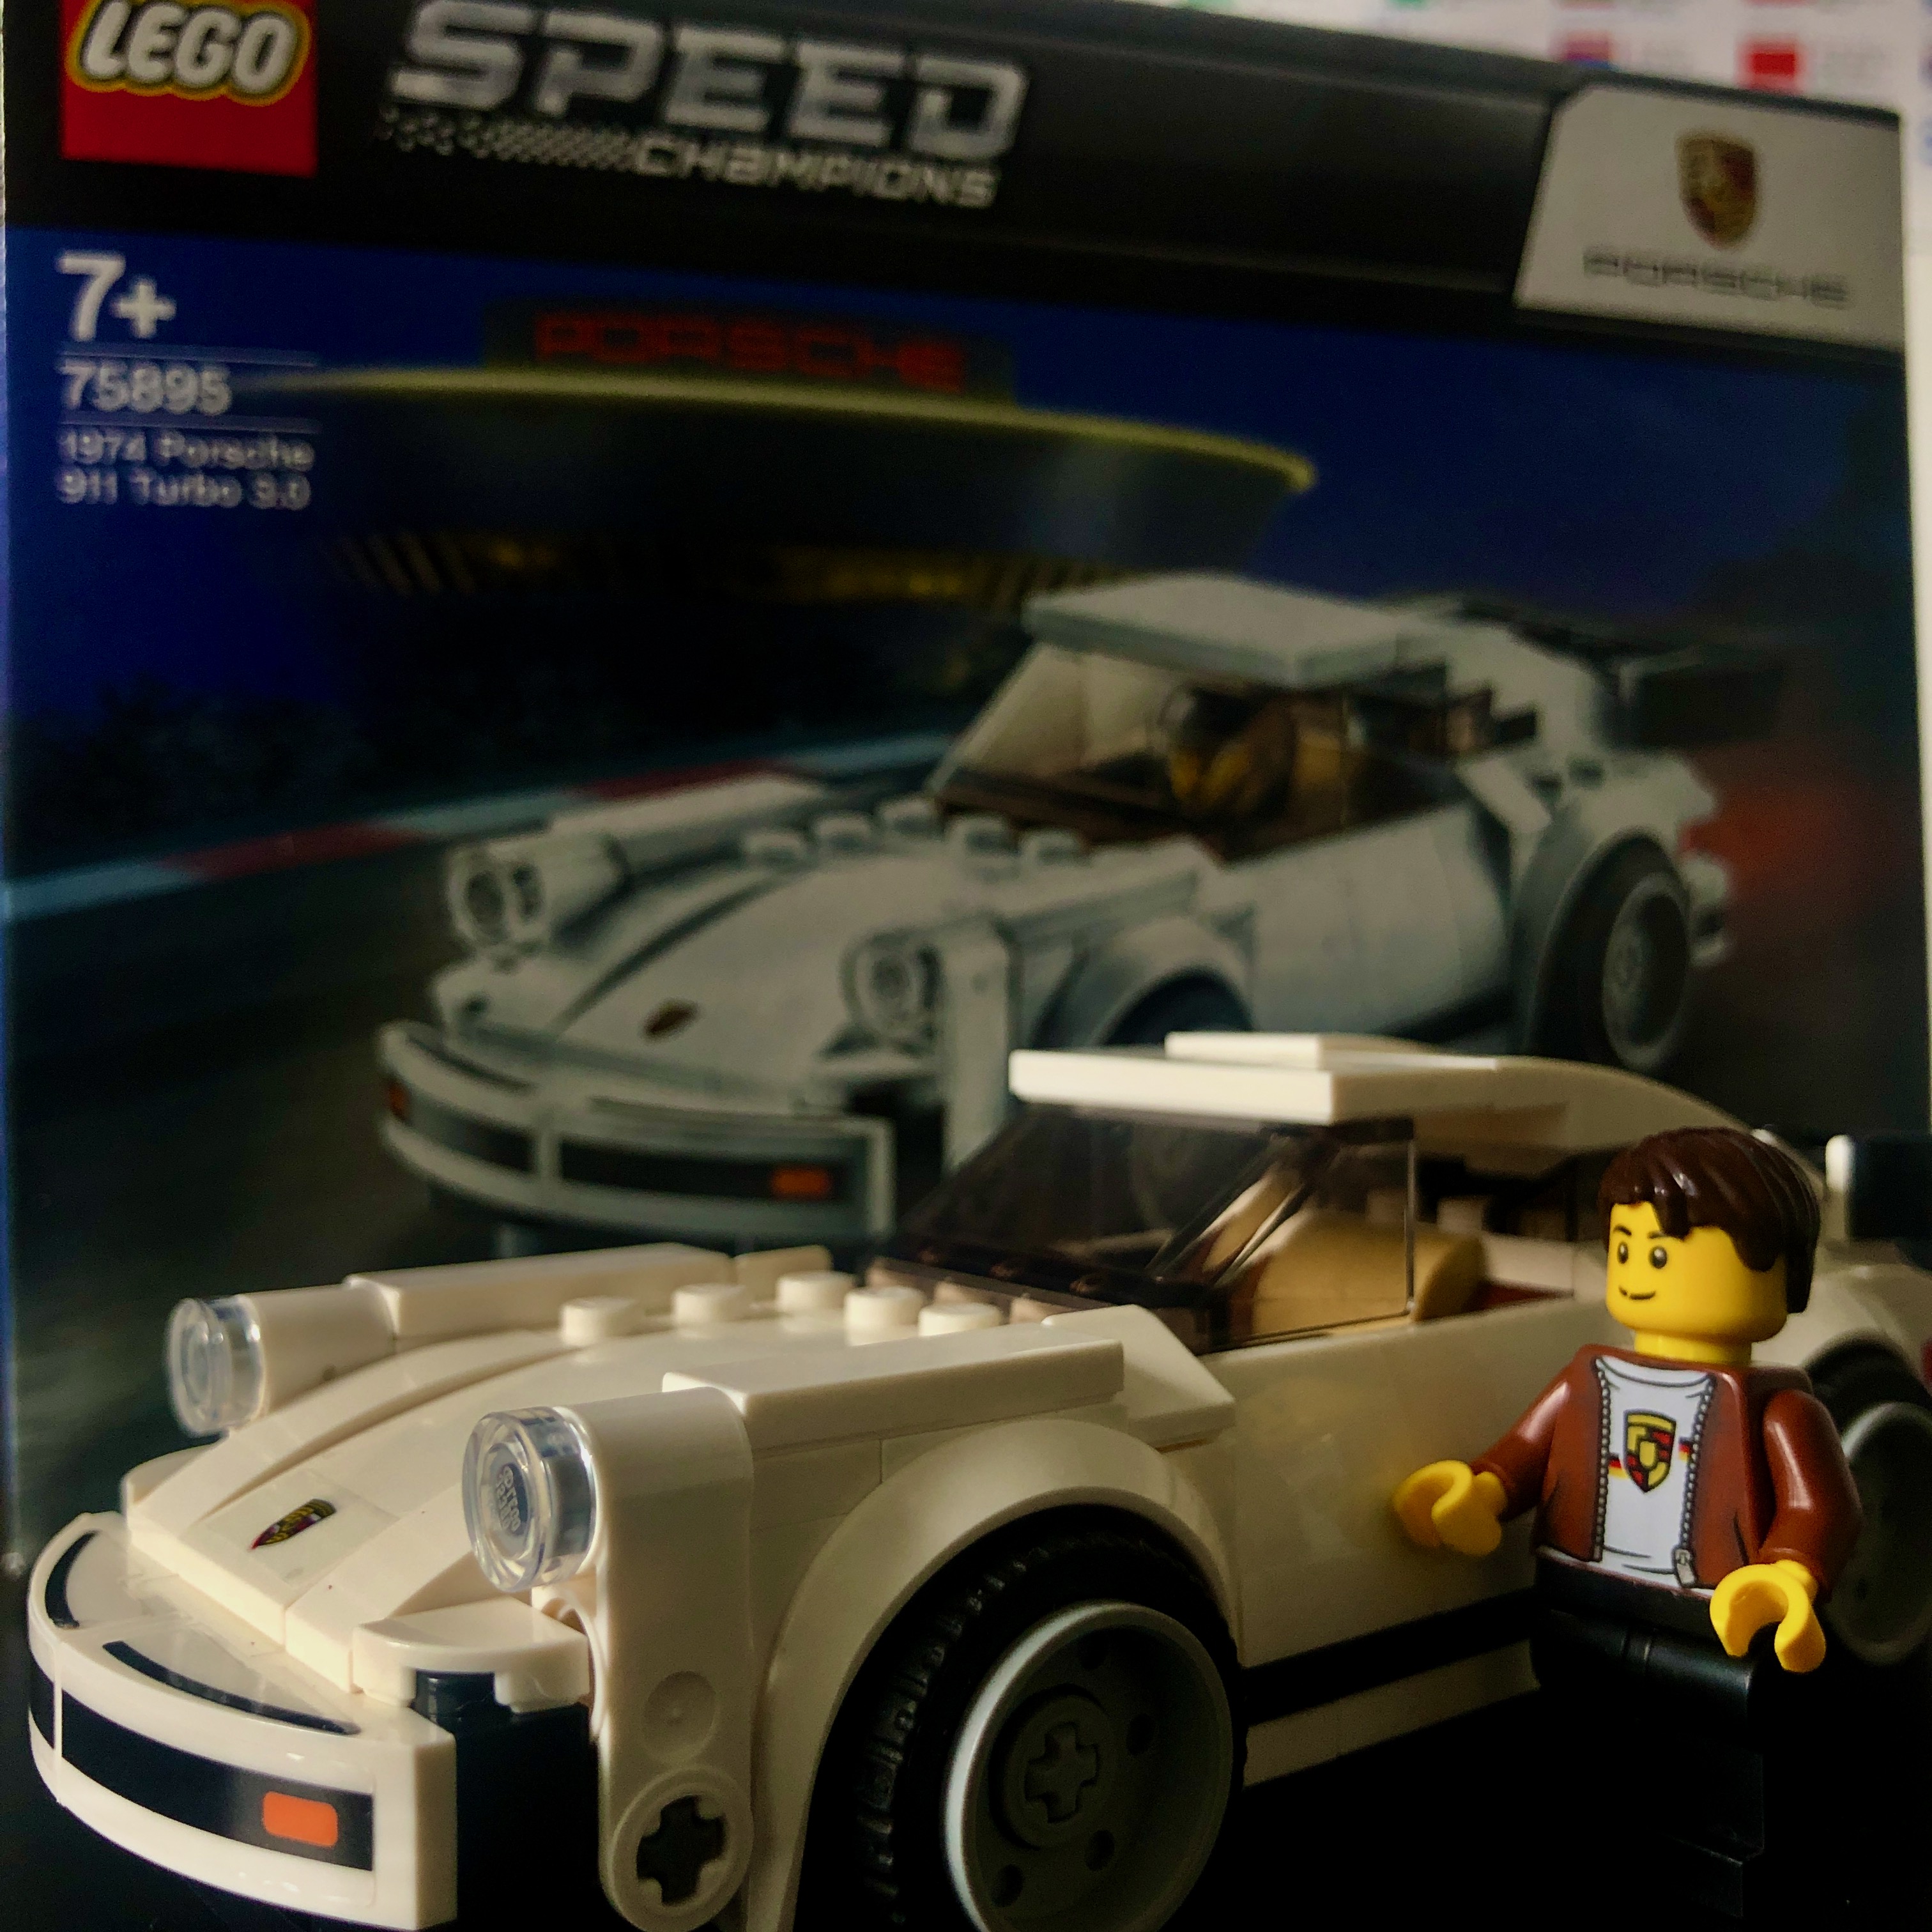 LEGO
SPEED
CHAMPIONS
PORSCHE
7+
75895
1974 Porsche
911 Turbo 3.0
PORSCHE